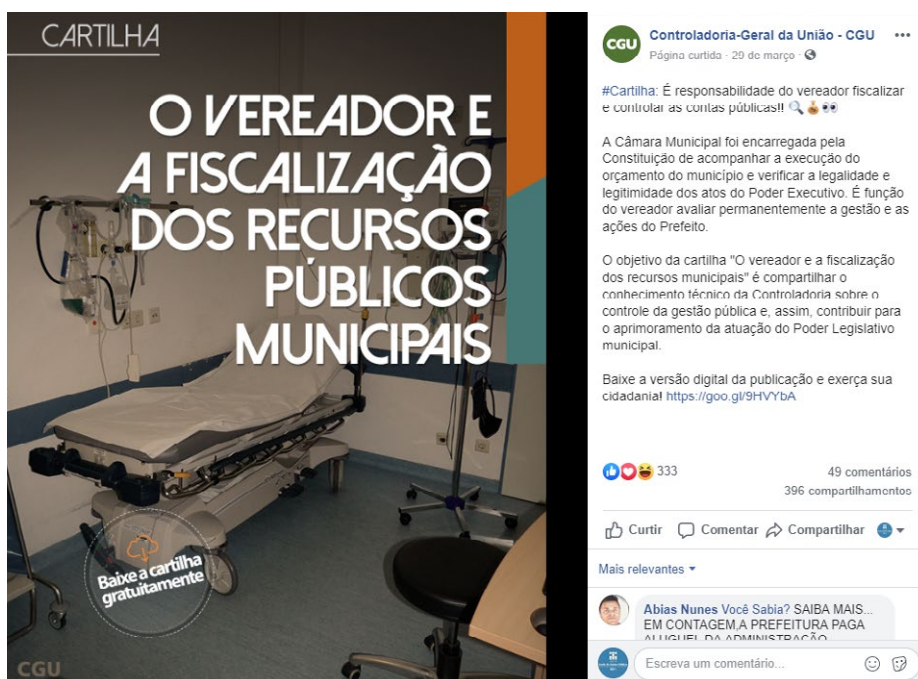 CARTILHA
O VEREADOR E
A FISCALIZAÇÃO
DOS RECURSOS
PÚBLICOS
MUNICIPAIS
Baixe a cartilha
gratuitamente
CGU
CGU
Controladoria-Geral da União - CGU
Página curtida · 29 de março ·
#Cartilha: É responsabilidade do vereador fiscalizar
e controlar as contas públicas!!
A Câmara Municipal foi encarregada pela
Constituição de acompanhar a execução do
orçamento do município e verificar a legalidade e
legitimidade dos atos do Poder Executivo. É função
do vereador avaliar permanentemente a gestão e as
ações do Prefeito.
O objetivo da cartilha "O vereador e a fiscalização
dos recursos municipais" é compartilhar o
conhecimento técnico da Controladoria sobre o
controle da gestão pública e, assim, contribuir para
o aprimoramento da atuação do Poder Legislativo
municipal.
Baixe a versão digital da publicação e exerça sua
cidadania! https://goo.gl/9HVYbA
333
49 comentários
396 compartilhamentos
Curtir Comentar Compartilhar
Mais relevantes
Abias Nunes Você Sabia? SAIBA MAIS...
EM CONTAGEM,A PREFEITURA PAGA
ALUGUEL DA ADMINISTRAÇÃO
Escreva um comentário...